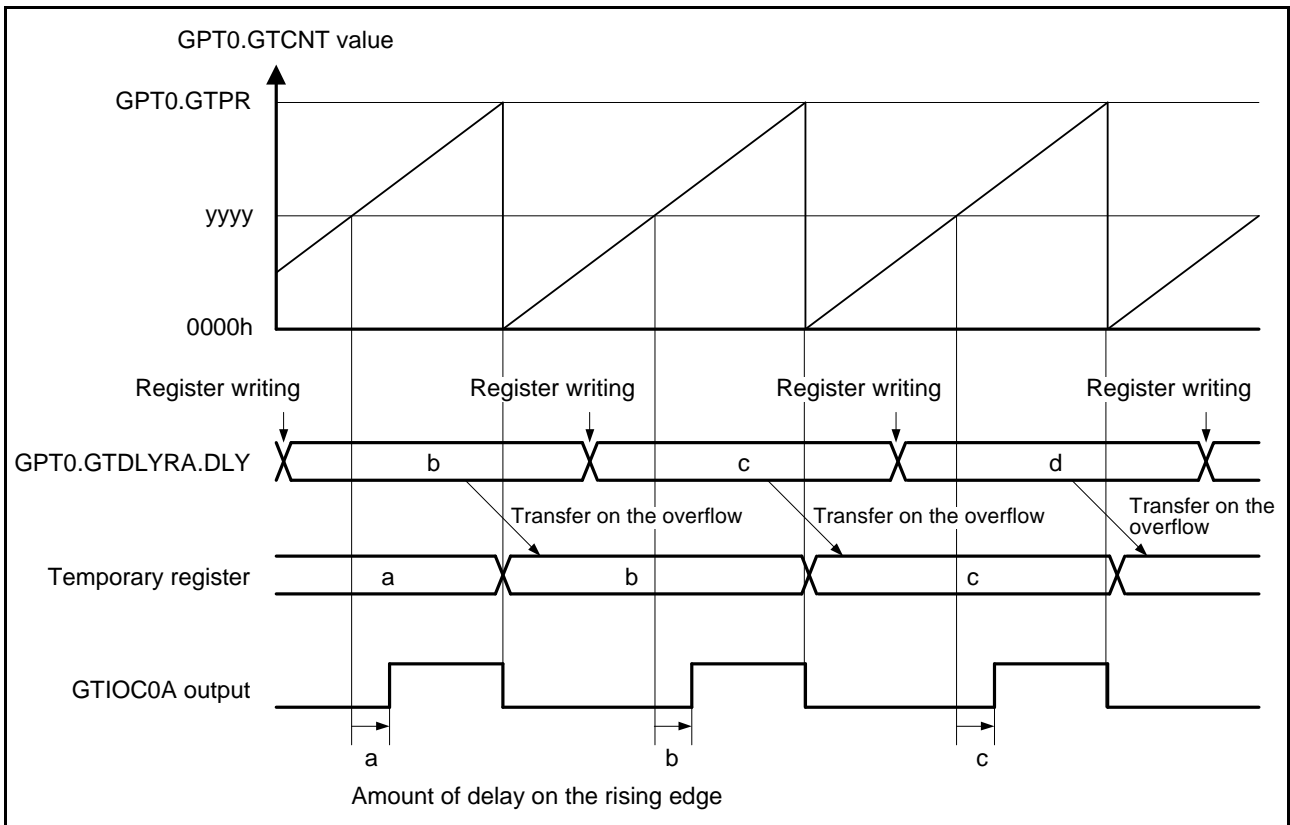 GPT0.GTCNT value
GPT0.GTPR
yyyy
0000h
Register writing Register writing Register writing Register writing
GPT0.GTDLYRA.DLY b c d
Transfer on the overflow Transfer on the overflow Transfer on the
overflow
Temporary register a b c
GTIOC0A output
a b c
Amount of delay on the rising edge